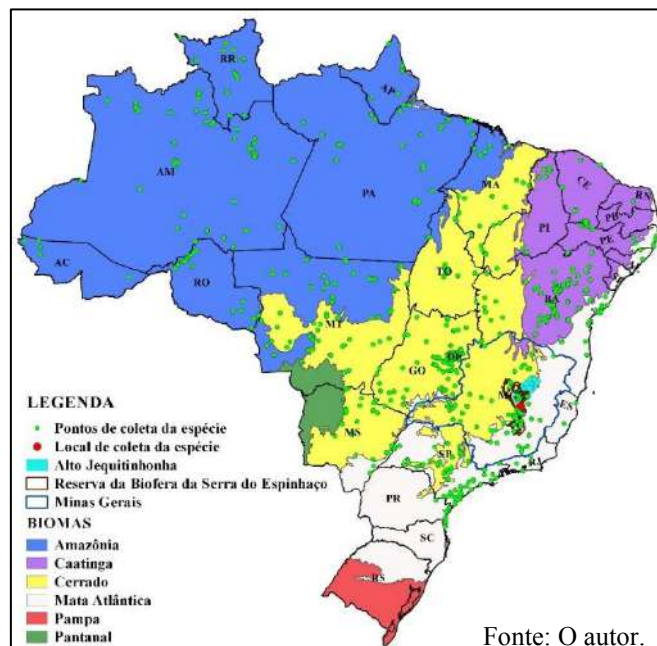 RR
AP
AM
PA
MA
CE
RN
PI
PB
PE
AC
RO
TO
BA
MT
GO
DF
MG
ES
MS
SP
RJ
PR
SC
RS
LEGENDA
Pontos de coleta da espécie
Local de coleta da espécie
Alto Jequitinhonha
Reserva da Biofera da Serra do Espinhaço
Minas Gerais
BIOMAS
Amazônia
Caatinga
Cerrado
Mata Atlântica
Pampa
Pantanal
Fonte: O autor.